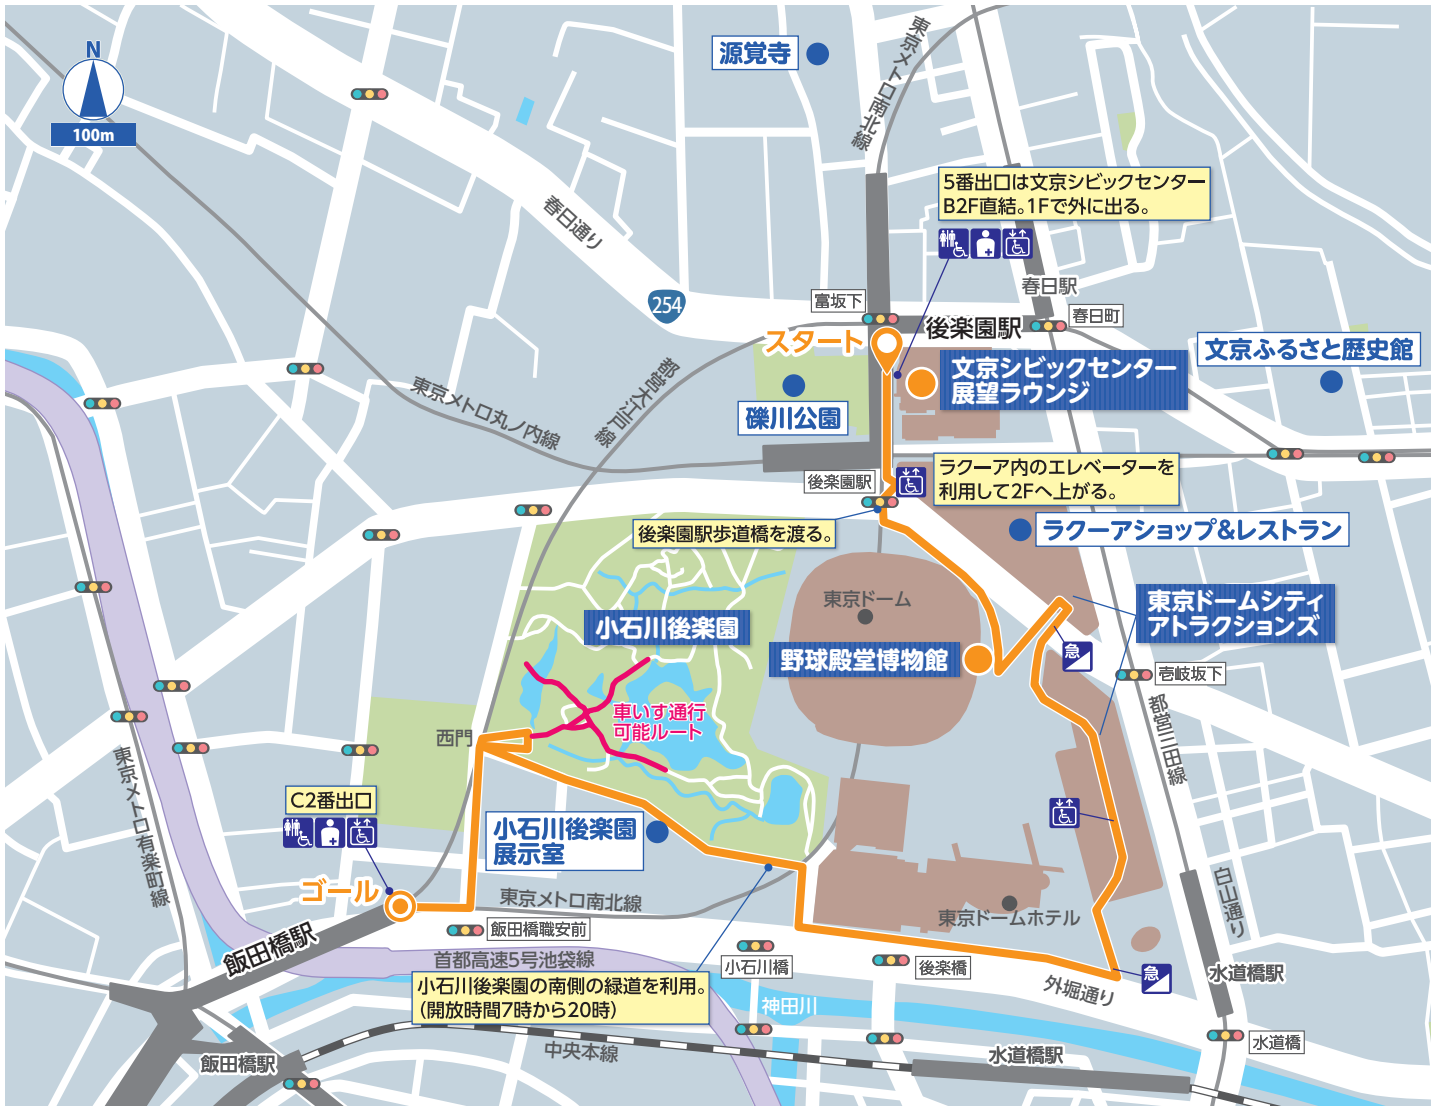 N
100m
源覚寺
東京メトロ南北線
5番出口は文京シビックセンター
B2F直結。1Fで外に出る。
春日通り
254
富坂下
春日駅
春日町
後楽園駅
スタート
文京シビックセンター
展望ラウンジ
文京ふるさと歴史館
礫川公園
都営大江戸線
東京メトロ丸ノ内線
後楽園駅
ラクーア内のエレベーターを
利用して2Fへ上がる。
後楽園駅歩道橋を渡る。
ラクーアショップ&レストラン
東京ドーム
東京ドームシティ
アトラクションズ
小石川後楽園
野球殿堂博物館
急
壱岐坂下
都営三田線
車いす通行
可能ルート
西門
東京メトロ有楽町線
C2番出口
小石川後楽園
展示室
ゴール
東京メトロ南北線
東京ドームホテル
白山通り
飯田橋駅
飯田橋職安前
首都高速5号池袋線
小石川橋
後楽橋
急
水道橋駅
外堀通り
小石川後楽園の南側の緑道を利用。
(開放時間7時から20時)
神田川
飯田橋駅
中央本線
水道橋駅
水道橋